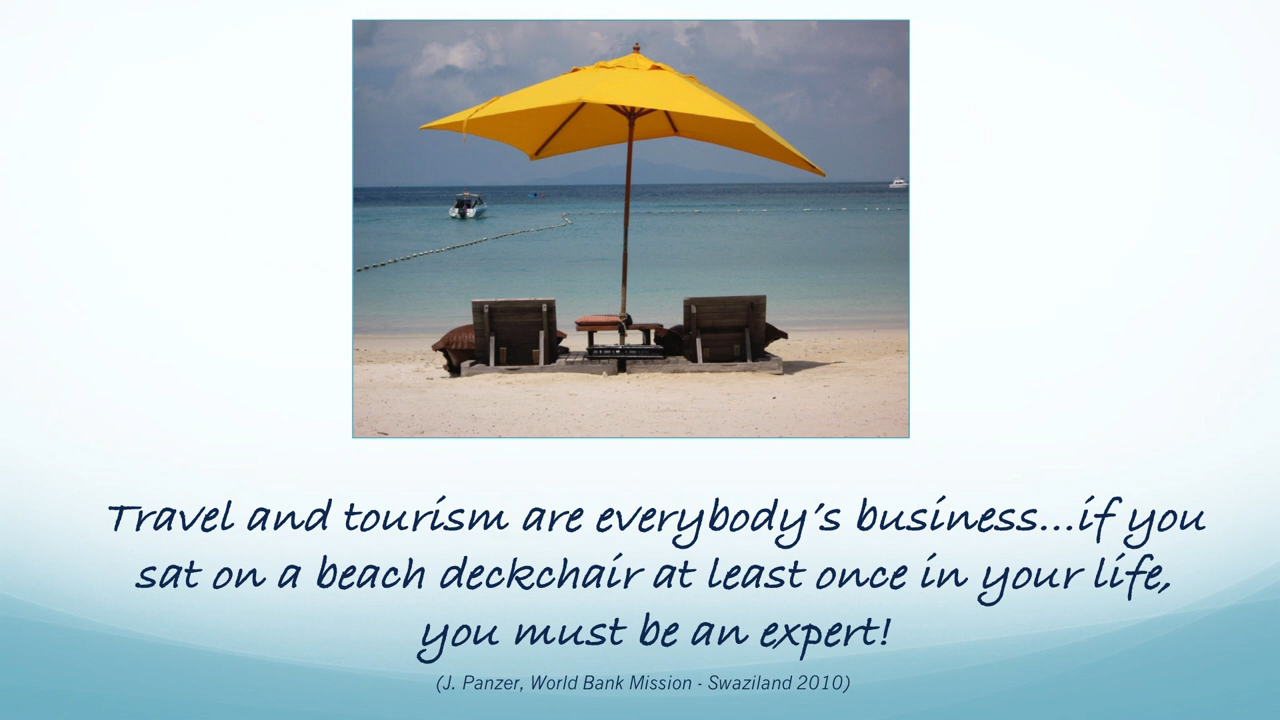 Travel and tourism are everybody's business...if you
sat on a beach deckchair at least once in your life,
you must be an expert!
(J. Panzer, World Bank Mission - Swaziland 2010)